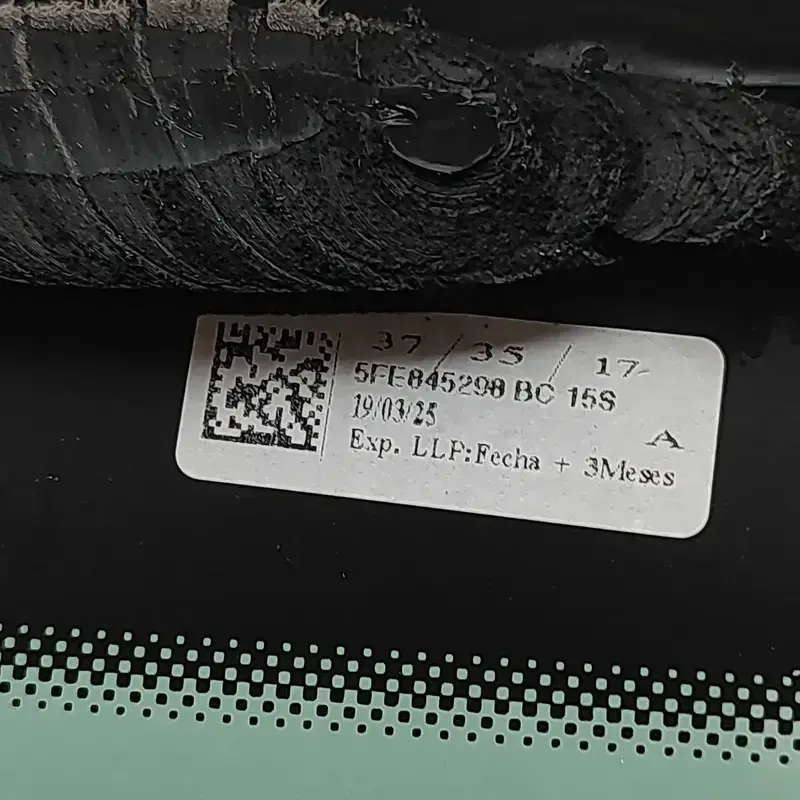 37 / 35 / 17
5FE845298 BC 15S
19/03/25
A
Exp. LLP:Fecha + 3Meses